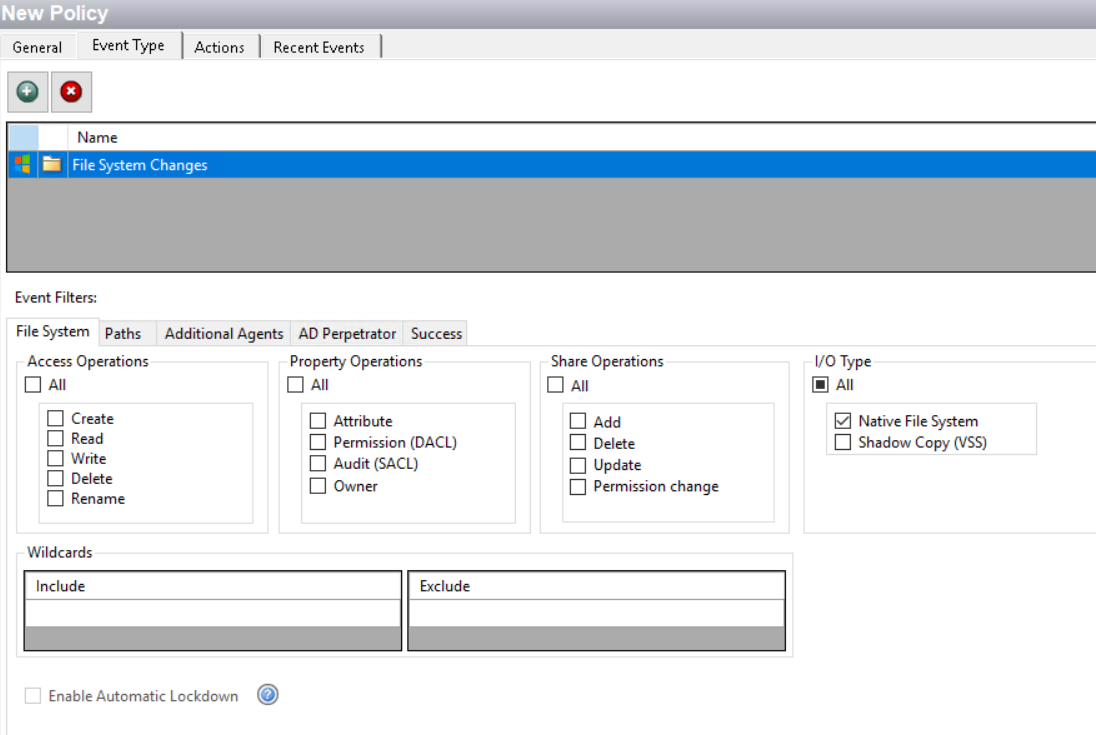 New Policy
General Event Type Actions Recent Events
Name
File System Changes
Event Filters:
File System Paths Additional Agents AD Perpetrator Success
Access Operations
All
Create
Read
Write
Delete
Rename
Property Operations
All
Attribute
Permission (DACL)
Audit (SACL)
Owner
Share Operations
All
Add
Delete
Update
Permission change
I/O Type
All
Native File System
Shadow Copy (VSS)
Wildcards
Include
Exclude
Enable Automatic Lockdown